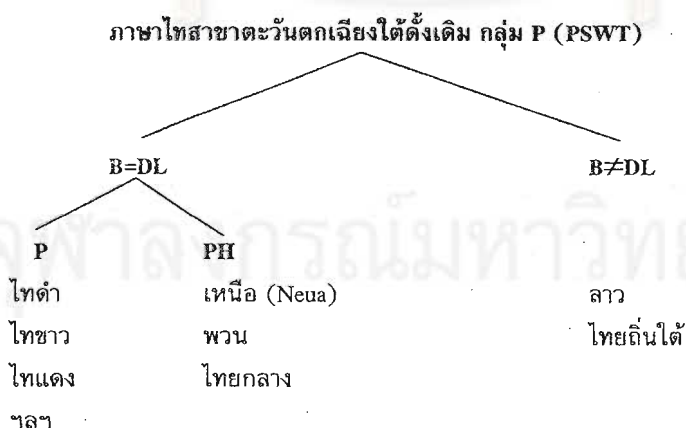 ภาษาไทสาขาตะวันตกเฉียงใต้ดั้งเดิม กลุ่ม P (PSWT)
B=DL B≠DL
P PH
ไทดำ เหนือ (Neua) ลาว
ไทขาว พวน ไทยถิ่นใต้
ไทแดง ไทยกลาง
ฯลฯ